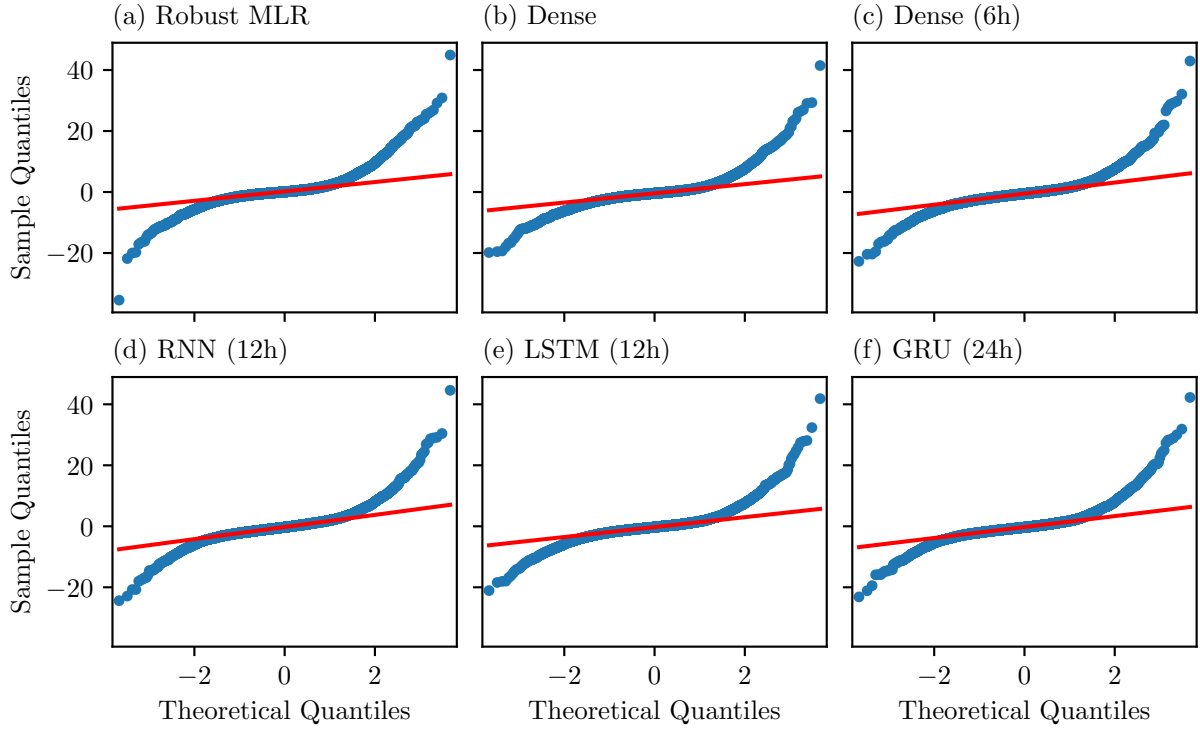 (a) Robust MLR
(b) Dense
(c) Dense (6h)
Sample Quantiles
40
20
0
−20
(d) RNN (12h)
(e) LSTM (12h)
(f) GRU (24h)
Sample Quantiles
40
20
0
−20
−2 0 2
−2 0 2
−2 0 2
Theoretical Quantiles
Theoretical Quantiles
Theoretical Quantiles